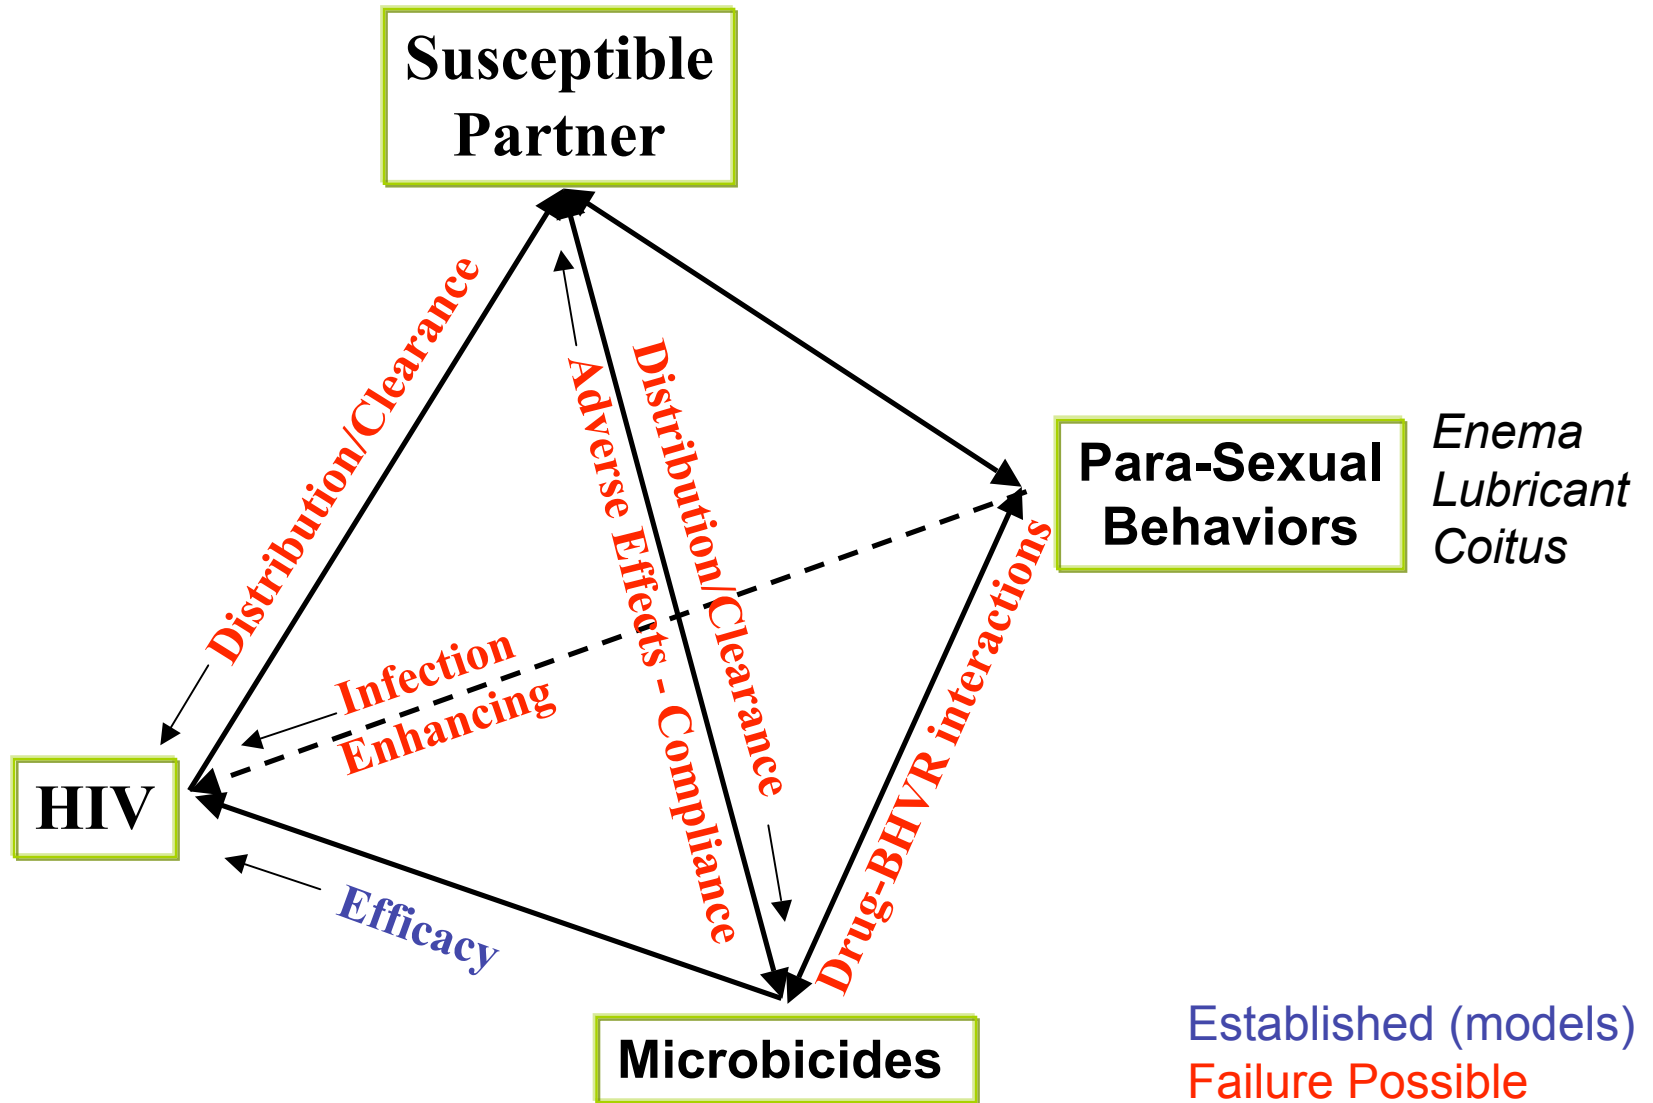 Susceptible
Partner
Distribution/Clearance
Adverse Effects - Compliance
Distribution/Clearance
Para-Sexual
Behaviors
Enema
Lubricant
Coitus
Infection
Enhancing
Drug-BHVR interactions
HIV
Efficacy
Microbicides
Established (models)
Failure Possible